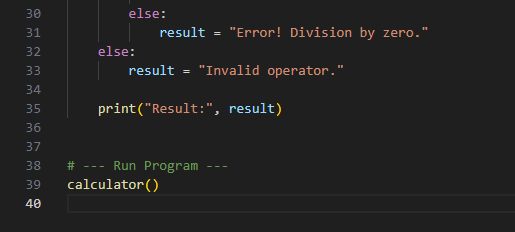 30 else:
31 result = "Error! Division by zero."
32 else:
33 result = "Invalid operator."
34
35 print("Result:", result)
36
37
38 # --- Run Program ---
39 calculator()
40